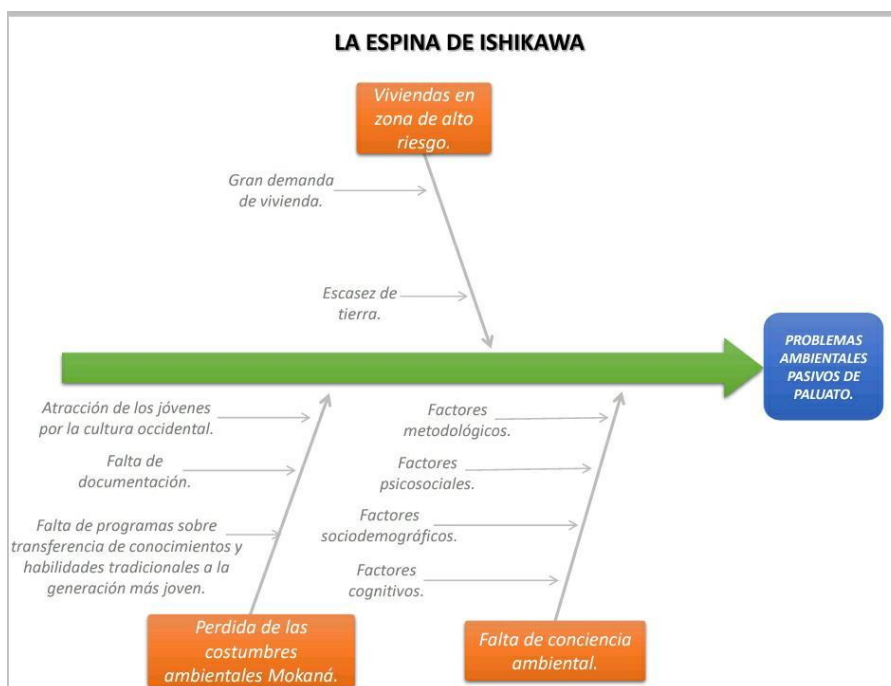 LA ESPINA DE ISHIKAWA
Viviendas en
zona de alto
riesgo.
Gran demanda
de vivienda.
Escasez de
tierra.
PROBLEMAS
AMBIENTALES
PASIVOS DE
PALUATO.
Atracción de los jóvenes
por la cultura occidental.
Falta de
documentación.
Falta de programas sobre
transferencia de conocimientos y
habilidades tradicionales a la
generación más joven.
Perdida de las
costumbres
ambientales Mokaná.
Factores
metodológicos.
Factores
psicosociales.
Factores
sociodemográficos.
Factores
cognitivos.
Falta de conciencia
ambiental.